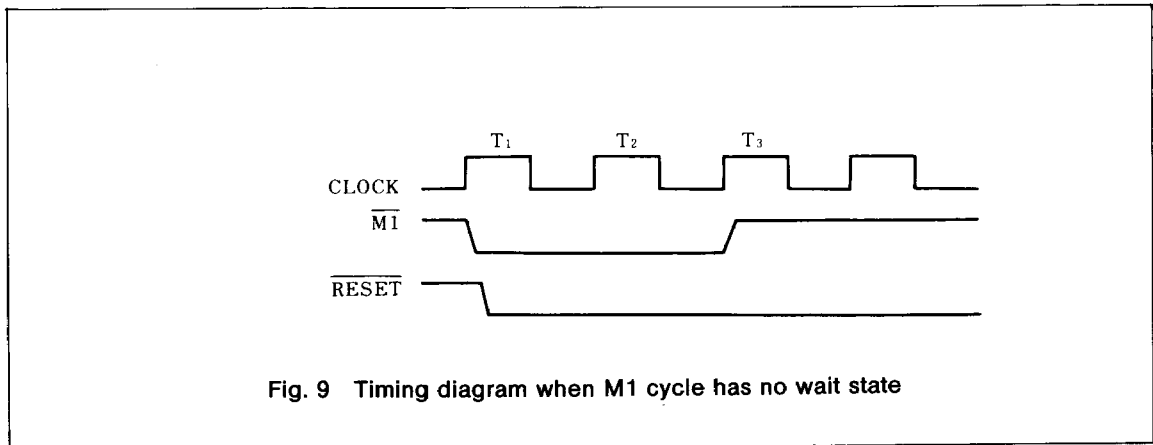 T₁ T₂ T₃
CLOCK
M1
RESET
Fig. 9 Timing diagram when M1 cycle has no wait state